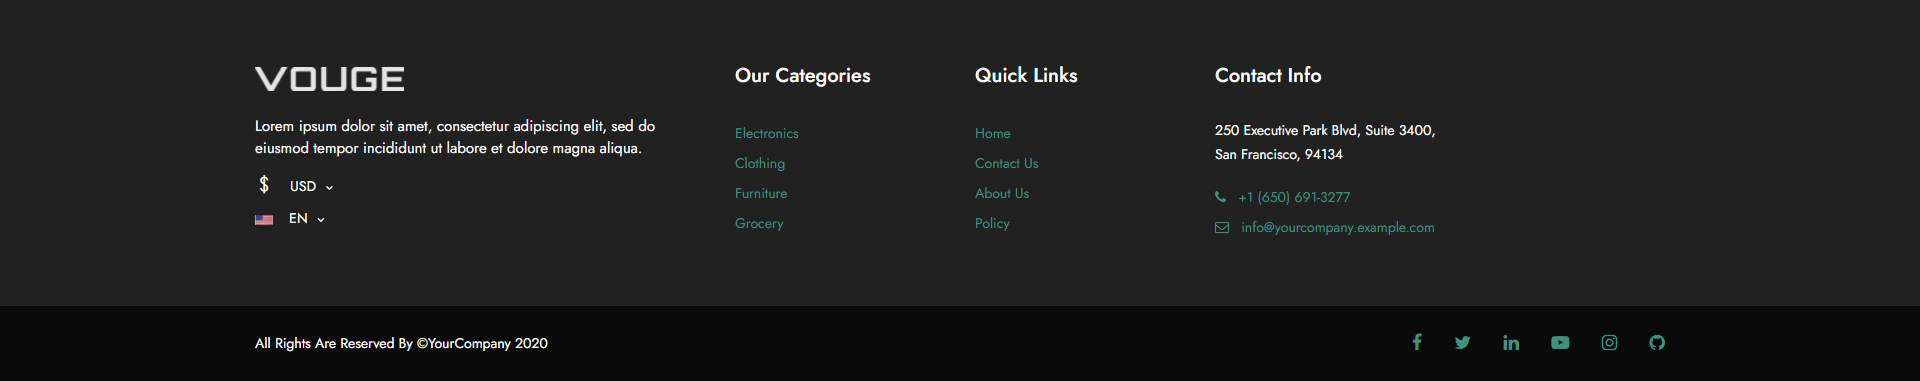 VOUGE
Lorem ipsum dolor sit amet, consectetur adipiscing elit, sed do
eiusmod tempor incididunt ut labore et dolore magna aliqua.
$ USD
EN
Our Categories
Electronics
Clothing
Furniture
Grocery
Quick Links
Home
Contact Us
About Us
Policy
Contact Info
250 Executive Park Blvd, Suite 3400,
San Francisco, 94134
+1 (650) 691-3277
info@yourcompany.example.com
All Rights Are Reserved By ©YourCompany 2020